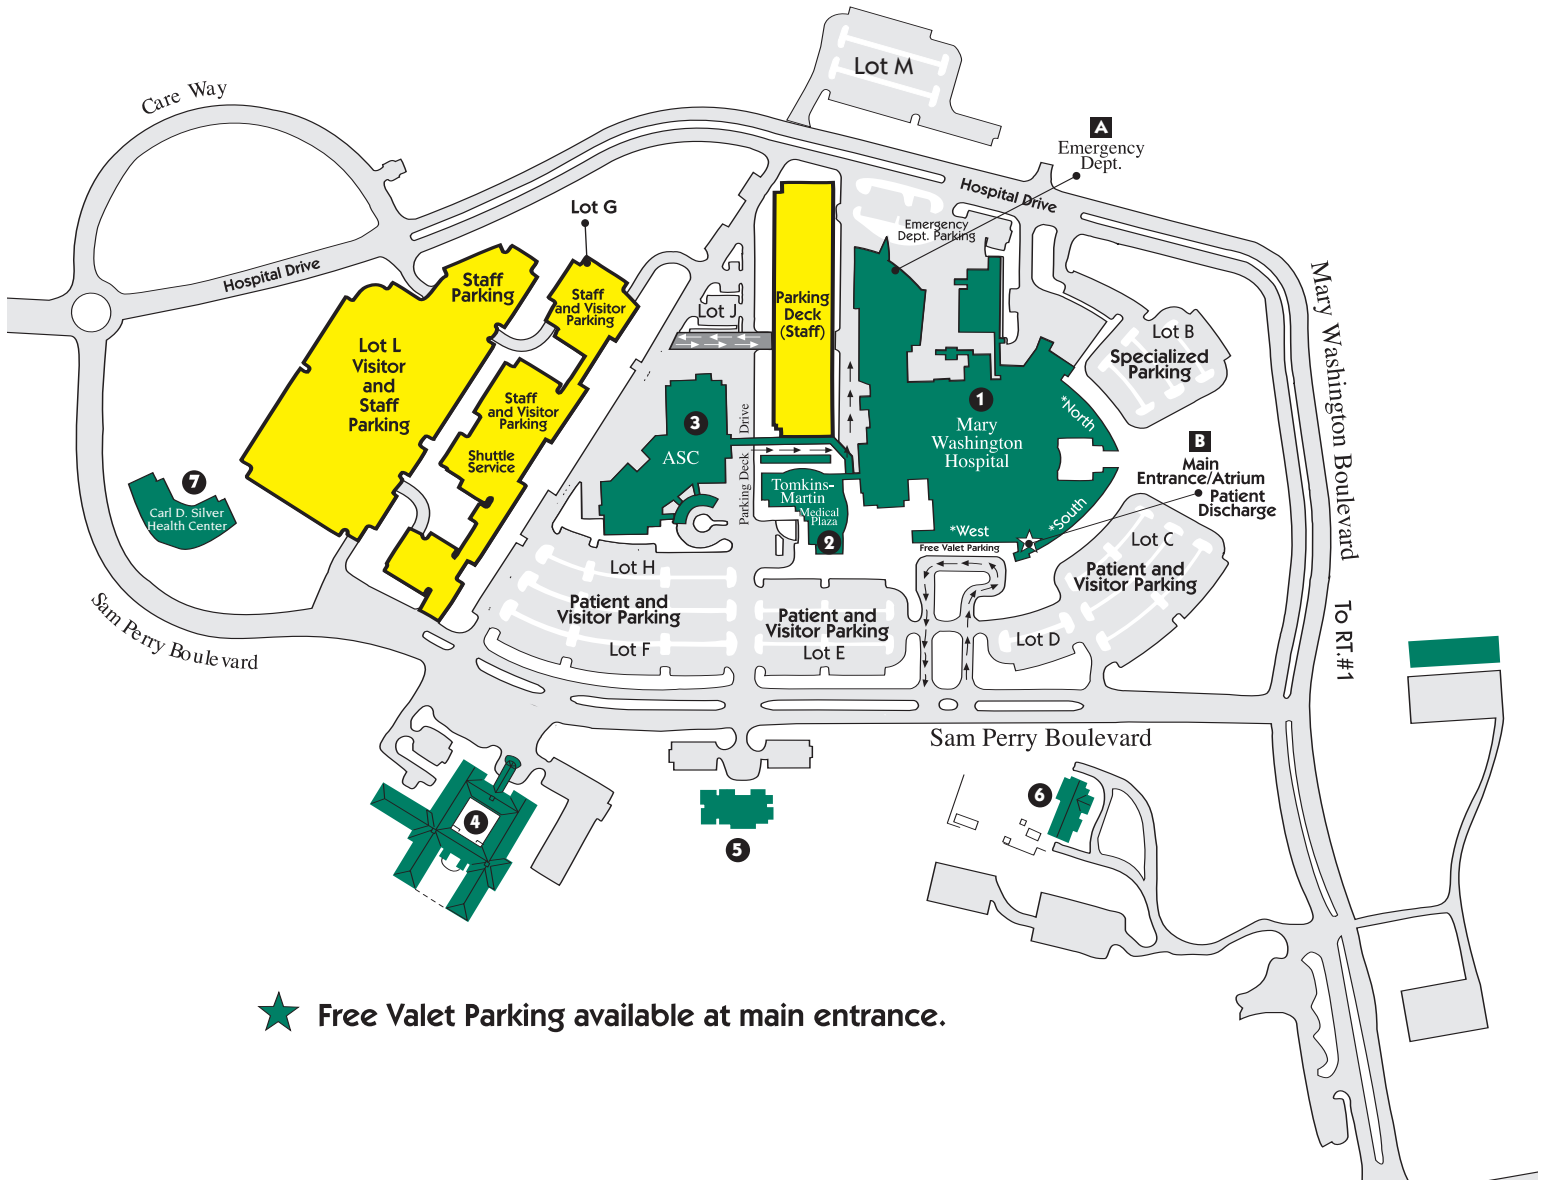 Care Way
Lot M
A
Emergency
Dept.
Hospital Drive
Lot G
Emergency
Dept. Parking
Hospital Drive
Staff
Parking
Staff
and Visitor
Parking
Lot J
Parking
Deck
(Staff)
Mary Washington Boulevard
To RT.#1
Lot B
Specialized
Parking
Lot L
Visitor
and
Staff
Parking
Staff
and Visitor
Parking
Shuttle
Service
3
ASC
Parking Deck Drive
1
Mary
Washington
Hospital
*North
*South
*West
B
Main
Entrance/Atrium
Patient
Discharge
7
Carl D. Silver
Health Center
Tomkins-
Martin
Medical
Plaza
2
Free Valet Parking
Lot C
Patient and
Visitor Parking
Lot H
Patient and
Visitor Parking
Lot F
Patient and
Visitor Parking
Lot E
Lot D
Sam Perry Boulevard
Sam Perry Boulevard
4
5
6
Free Valet Parking available at main entrance.